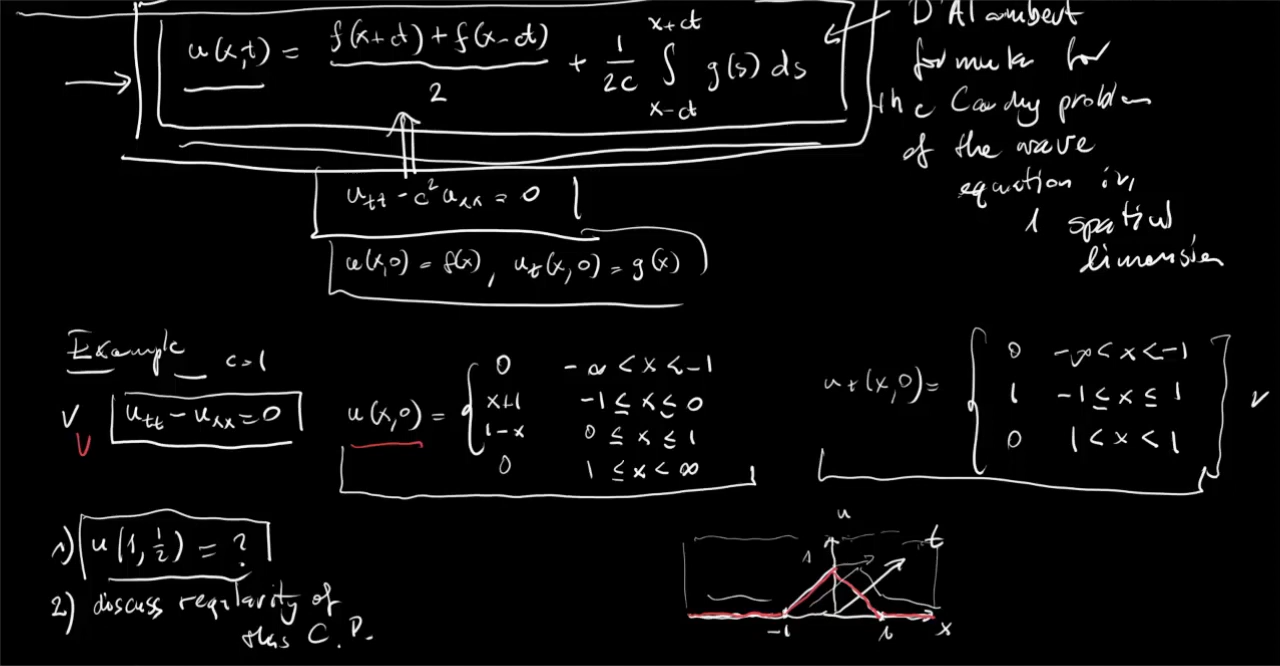 u(x,t) = (f(x+ct) + f(x-ct))/2 + 1/2c ∫_{x-ct}^{x+ct} g(s) ds
D'Alambert
formula for
the Cauchy problem
of the wave
equation in
1 spatial
dimension
u_tt - c² u_xx = 0
u(x,0) = f(x), u_t(x,0) = g(x)
Example c=1
v u_tt - u_xx = 0
v
u(x,0) = { 0 -∞ < x < -1
x+1 -1 ≤ x ≤ 0
1-x 0 ≤ x ≤ 1
0 1 ≤ x < ∞
u_t(x,0) = { 0 -∞ < x < -1
1 -1 ≤ x ≤ 1
0 1 < x < 1
v
1) u(1, 1/2) = ?
2) discuss regularity of
this C.P.
u
t
1
-1
1
x